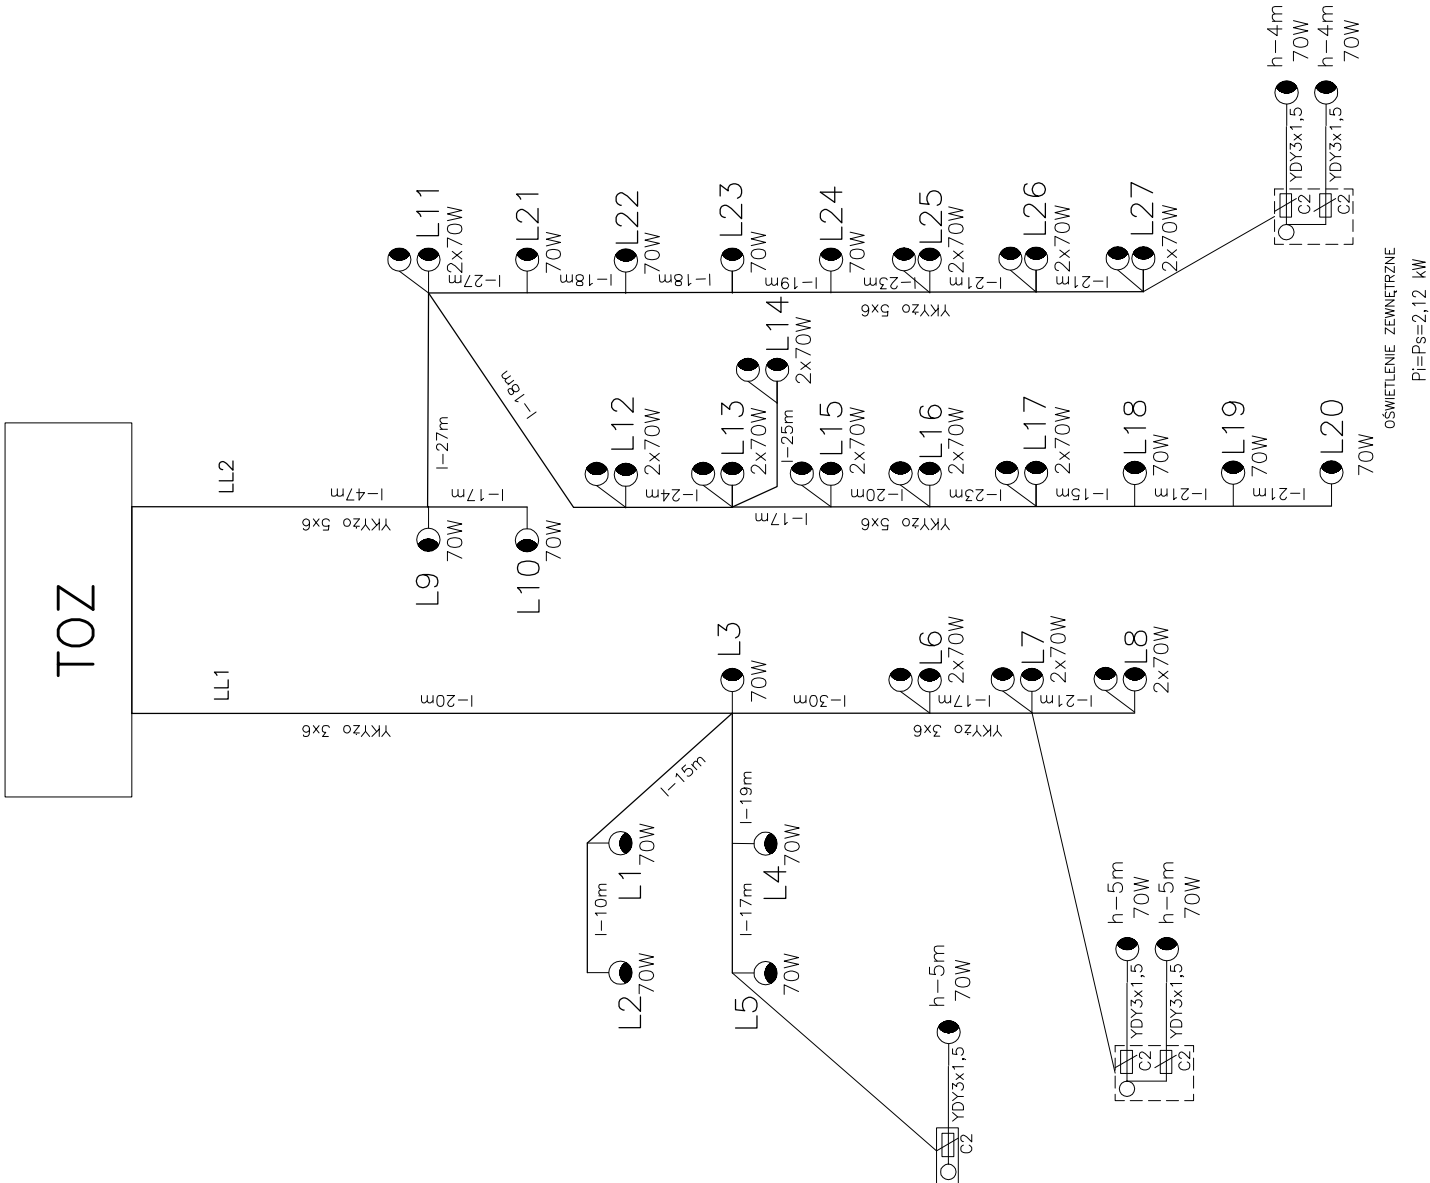 TOZ
LL1
YKYżo 3x6
l-20m
L3
70W
l-15m
L1
70W
l-10m
L2
70W
l-19m
L4
70W
l-17m
L5
70W
h-5m
70W
YDY3x1,5
C2
l-30m
YKYżo 3x6
L6
2x70W
l-17m
L7
2x70W
l-21m
L8
2x70W
h-5m
70W
h-5m
70W
YDY3x1,5
YDY3x1,5
C2
C2
LL2
YKYżo 5x6
l-47m
L9
70W
l-17m
L10
70W
l-27m
L11
2x70W
l-18m
L12
2x70W
l-24m
L13
2x70W
l-25m
L14
2x70W
l-17m
L15
2x70W
l-20m
YKYżo 5x6
L16
2x70W
l-23m
L17
2x70W
l-15m
L18
70W
l-21m
L19
70W
l-21m
L20
70W
l-27m
L21
70W
l-18m
L22
70W
l-18m
L23
70W
l-19m
L24
70W
l-23m
YKYżo 5x6
L25
2x70W
l-21m
L26
2x70W
l-21m
L27
2x70W
h-4m
70W
h-4m
70W
YDY3x1,5
YDY3x1,5
C2
C2
OŚWIETLENIE ZEWNĘTRZNE
Pi=Ps=2,12 kW